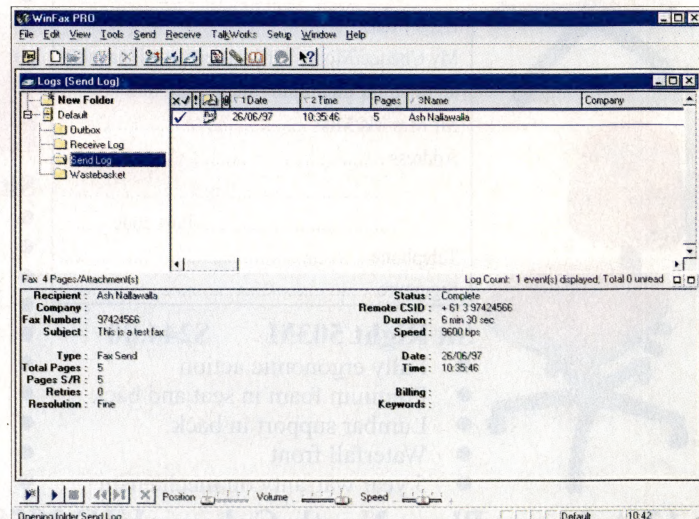 WinFax PRO
File Edit View Tools Send Receive TalkWorks Setup Window Help
Logs (Send Log)
New Folder
Default
Outbox
Receive Log
Send Log
Wastebasket
1 Date 2 Time Pages 3Name Company
26/06/97 10:35:46 5 Ash Nallawalla
Fax 4 Pages/Attachment(s) Log Count: 1 event(s) displayed, Total 0 unread
Recipient : Ash Nallawalla
Company :
Fax Number : 97424566
Subject : This is a test fax
Type : Fax Send
Total Pages : 5
Pages S/R : 5
Retries : 0
Resolution : Fine
Status : Complete
Remote CSID : + 61 3 97424566
Duration : 6 min 30 sec
Speed : 9600 bps
Date : 26/06/97
Time : 10:35:46
Billing :
Keywords :
Position Volume Speed
Opening folder Send Log Default 10:42
503M
Lumbar support in back
Waterfall front